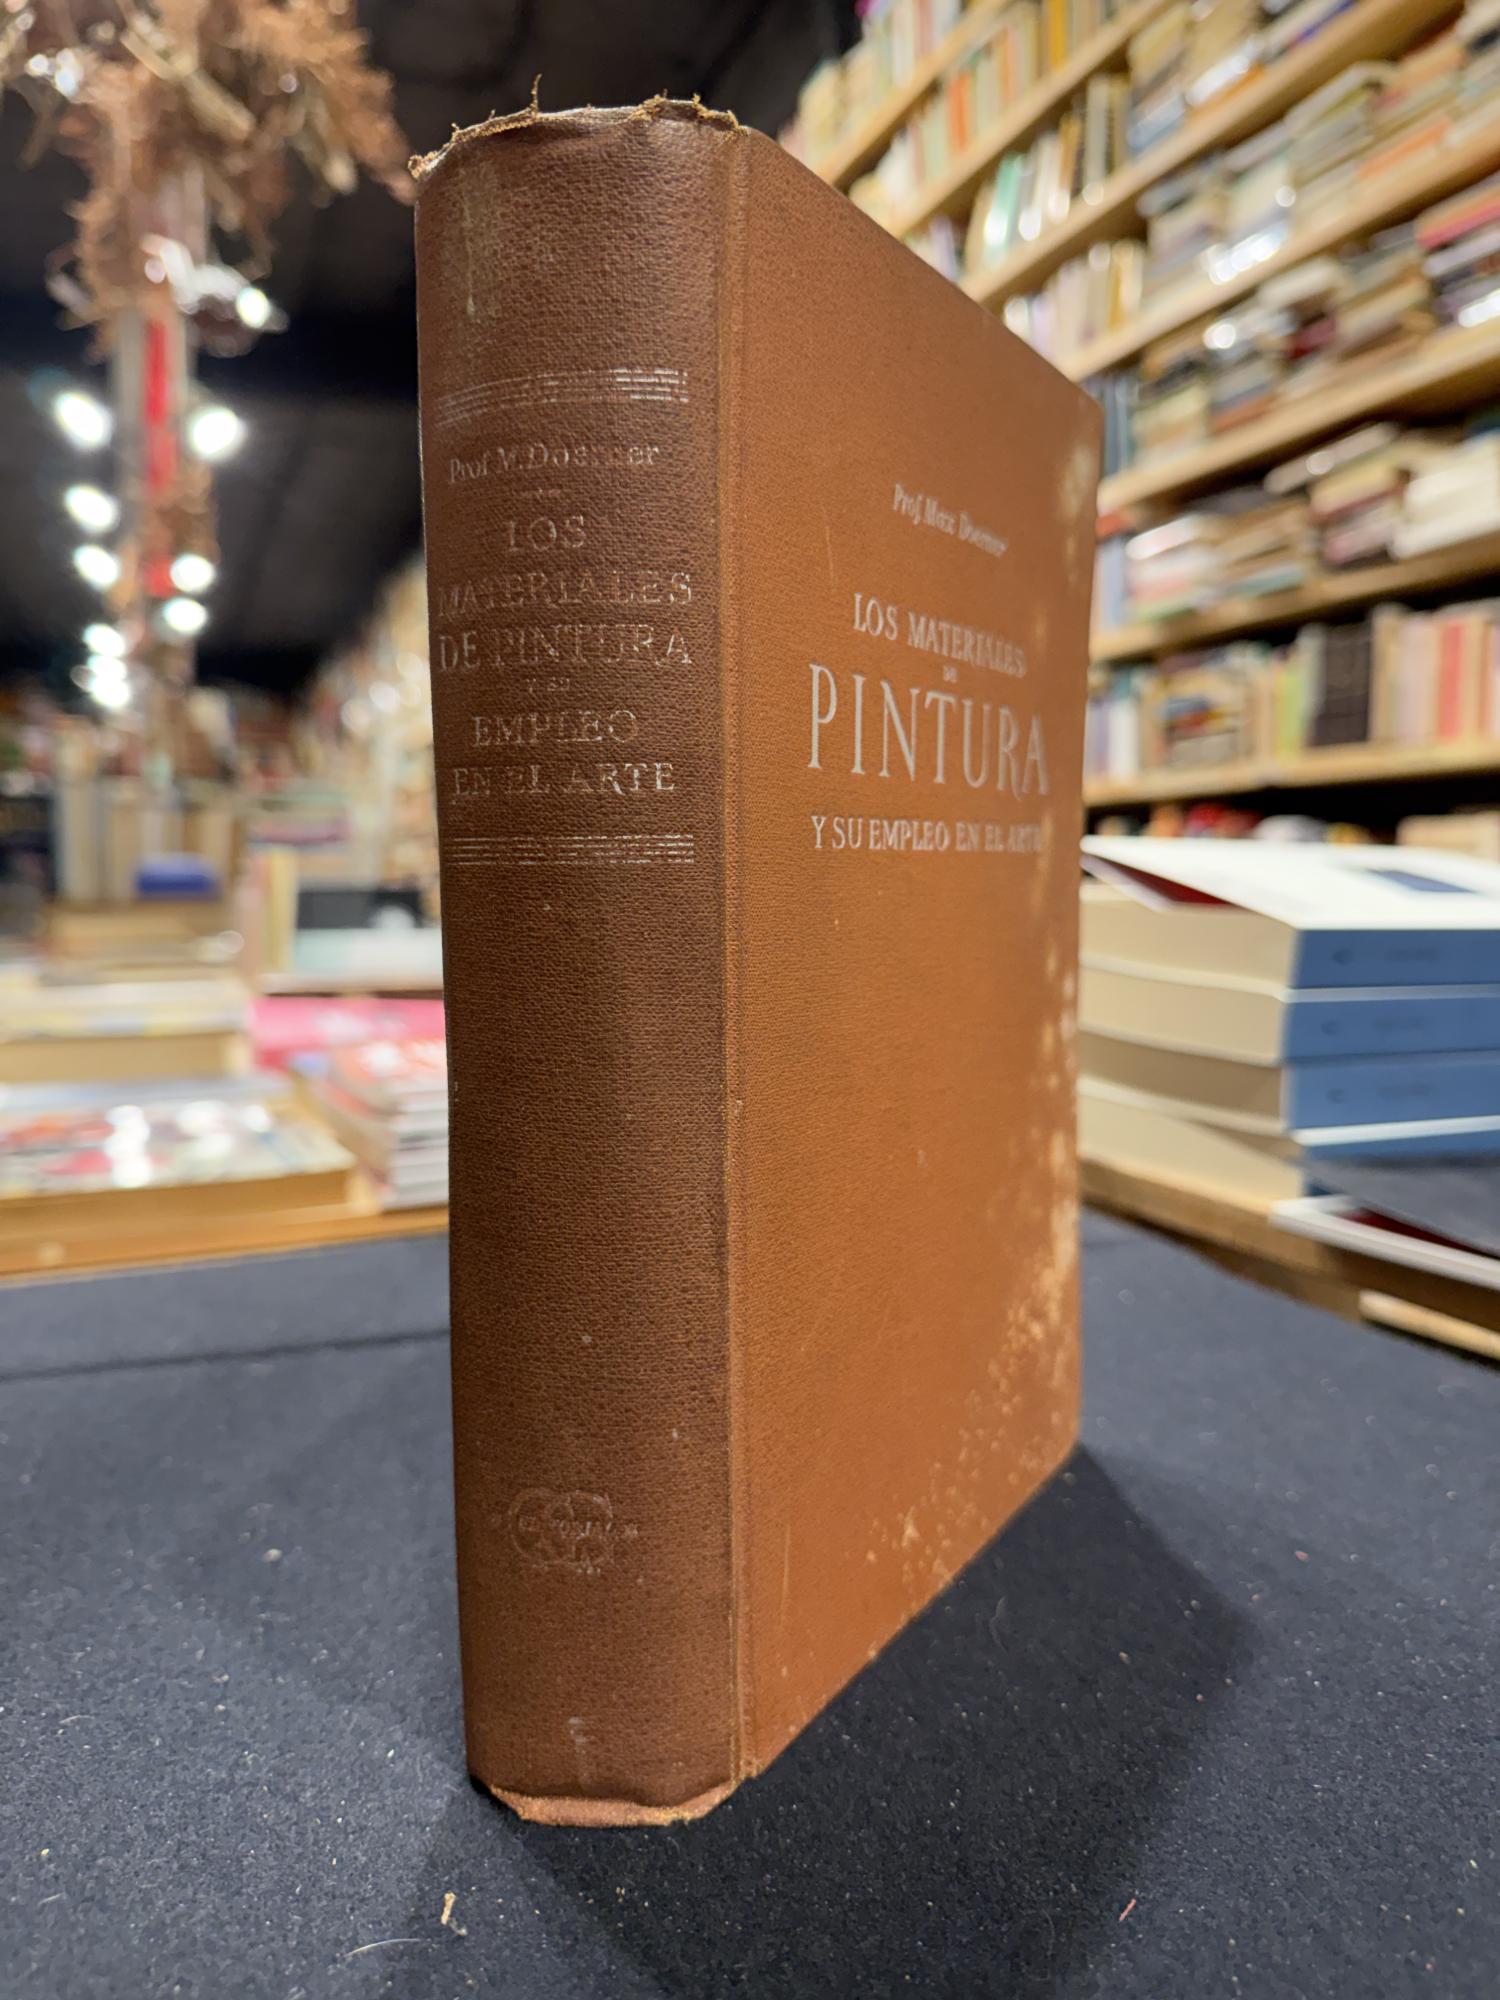 Prof. M. Doerner
LOS
MATERIALES
DE PINTURA
Y SU
EMPLEO
EN EL ARTE
Prof. Max Doerner
LOS MATERIALES
DE
PINTURA
Y SU EMPLEO EN EL ARTE